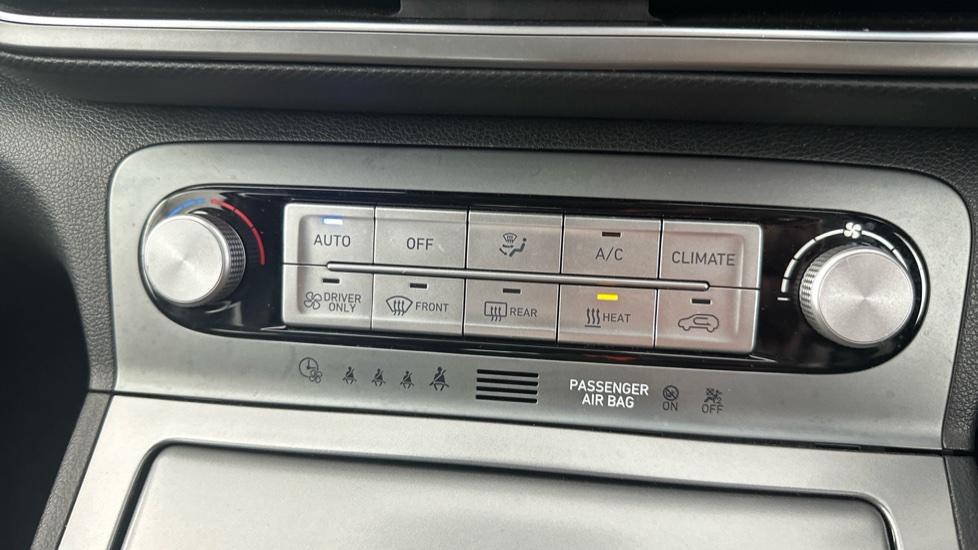 AUTO
OFF
A/C
CLIMATE
DRIVER
ONLY
FRONT
REAR
HEAT
PASSENGER
AIR BAG
ON
OFF